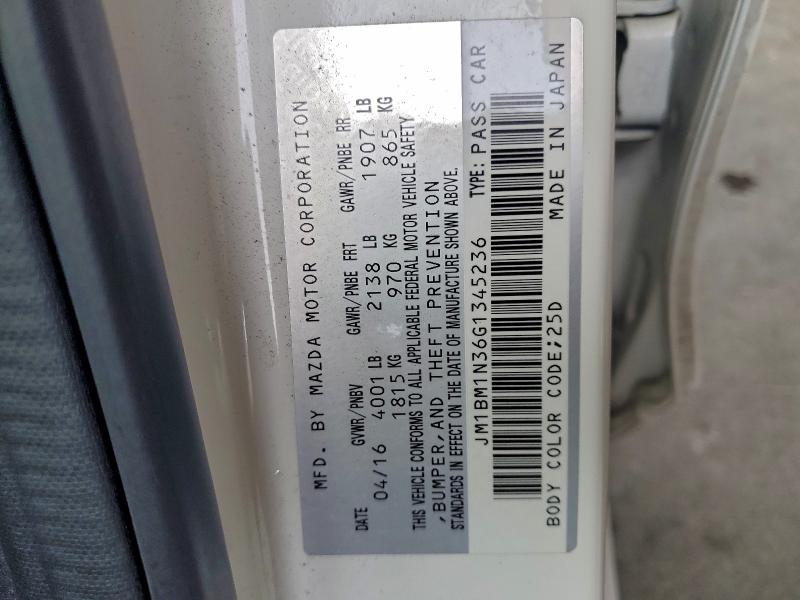 MFD. BY MAZDA MOTOR CORPORATION
DATE GVWR/PNBV GAWR/PNBE FRT GAWR/PNBE RR
04/16 4001 LB 2138 LB 1907 LB
1815 KG 970 KG 865 KG
THIS VEHICLE CONFORMS TO ALL APPLICABLE FEDERAL MOTOR VEHICLE SAFETY
,BUMPER,AND THEFT PREVENTION
STANDARDS IN EFFECT ON THE DATE OF MANUFACTURE SHOWN ABOVE.
JM1BM1N36G1345236 TYPE: PASS CAR
BODY COLOR CODE;25D MADE IN JAPAN